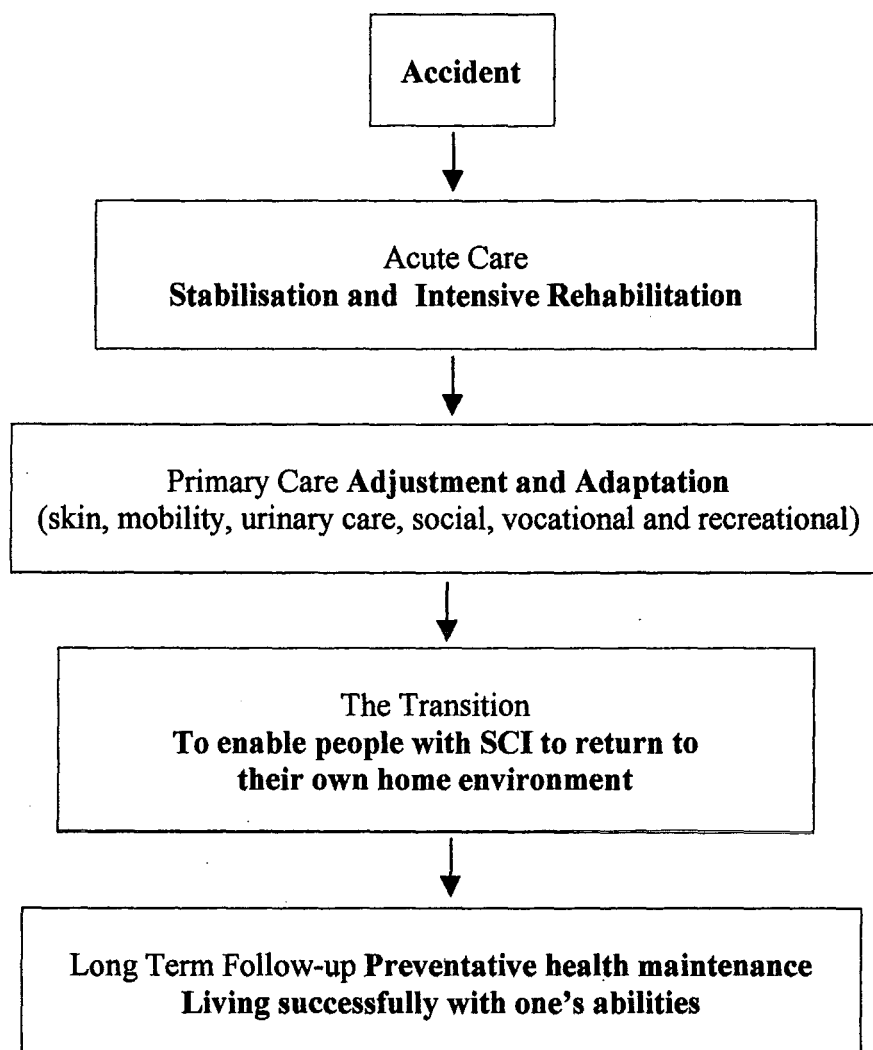 Accident
Acute Care
Stabilisation and Intensive Rehabilitation
Primary Care Adjustment and Adaptation
(skin, mobility, urinary care, social, vocational and recreational)
The Transition
To enable people with SCI to return to
their own home environment
Long Term Follow-up Preventative health maintenance
Living successfully with one's abilities